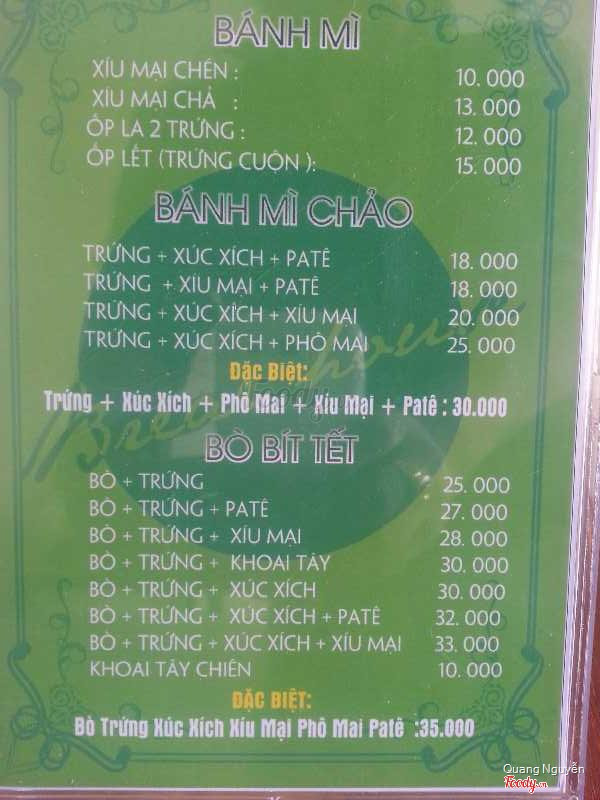 BÁNH MÌ
XÍU MẠI CHÉN : 10. 000
XÍU MẠI CHẢ : 13. 000
ỐP LA 2 TRỨNG : 12. 000
ỐP LẾT (TRỨNG CUỘN ): 15. 000
BÁNH MÌ CHẢO
TRỨNG + XÚC XÍCH + PATÊ 18. 000
TRỨNG + XÍU MẠI + PATÊ 18. 000
TRỨNG + XÚC XÍCH + XÍU MẠI 20. 000
TRỨNG + XÚC XÍCH + PHÔ MAI 25. 000
Đặc Biệt:
Trứng + Xúc Xích + Phô Mai + Xíu Mại + Patê : 30.000
BÒ BÍT TẾT
BÒ + TRỨNG 25. 000
BÒ + TRỨNG + PATÊ 27. 000
BÒ + TRỨNG + XÍU MẠI 28. 000
BÒ + TRỨNG + KHOAI TÂY 30. 000
BÒ + TRỨNG + XÚC XÍCH 30. 000
BÒ + TRỨNG + XÚC XÍCH + PATÊ 32. 000
BÒ + TRỨNG + XÚC XÍCH + XÍU MẠI 33. 000
KHOAI TÂY CHIÊN 10. 000
ĐẶC BIỆT:
Bò Trứng Xúc Xích Xíu Mại Phô Mai Patê :35.000
Quang Nguyễn
Foody.vn